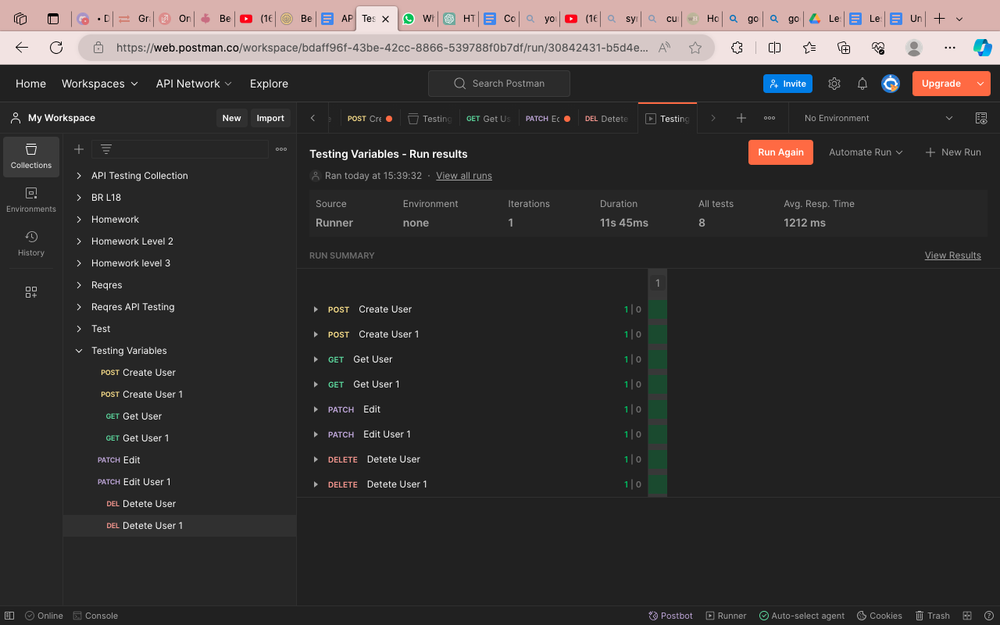 • D
Gra
On
Be
(16
Be
AP
Tes
Wh
HT
Co
yo
(16
syr
cu
Ho
go
go
Les
Les
Un
https://web.postman.co/workspace/bdaff96f-43be-42cc-8866-539788f0b7df/run/30842431-b5d4e...
Home
Workspaces
API Network
Explore
Search Postman
Invite
Upgrade
My Workspace
New
Import
POST Cre
Testing
GET Get Us
PATCH Ed
DEL Detete
Testing
No Environment
Collections
Environments
History
API Testing Collection
BR L18
Homework
Homework Level 2
Homework level 3
Reqres
Reqres API Testing
Test
Testing Variables
POST Create User
POST Create User 1
GET Get User
GET Get User 1
PATCH Edit
PATCH Edit User 1
DEL Detete User
DEL Detete User 1
Testing Variables - Run results
Run Again
Automate Run
New Run
Ran today at 15:39:32 · View all runs
Source Environment Iterations Duration All tests Avg. Resp. Time
Runner none 1 11s 45ms 8 1212 ms
RUN SUMMARY
View Results
1
POST Create User 1 | 0
POST Create User 1 1 | 0
GET Get User 1 | 0
GET Get User 1 1 | 0
PATCH Edit 1 | 0
PATCH Edit User 1 1 | 0
DELETE Detete User 1 | 0
DELETE Detete User 1 1 | 0
Online
Console
Postbot
Runner
Auto-select agent
Cookies
Trash